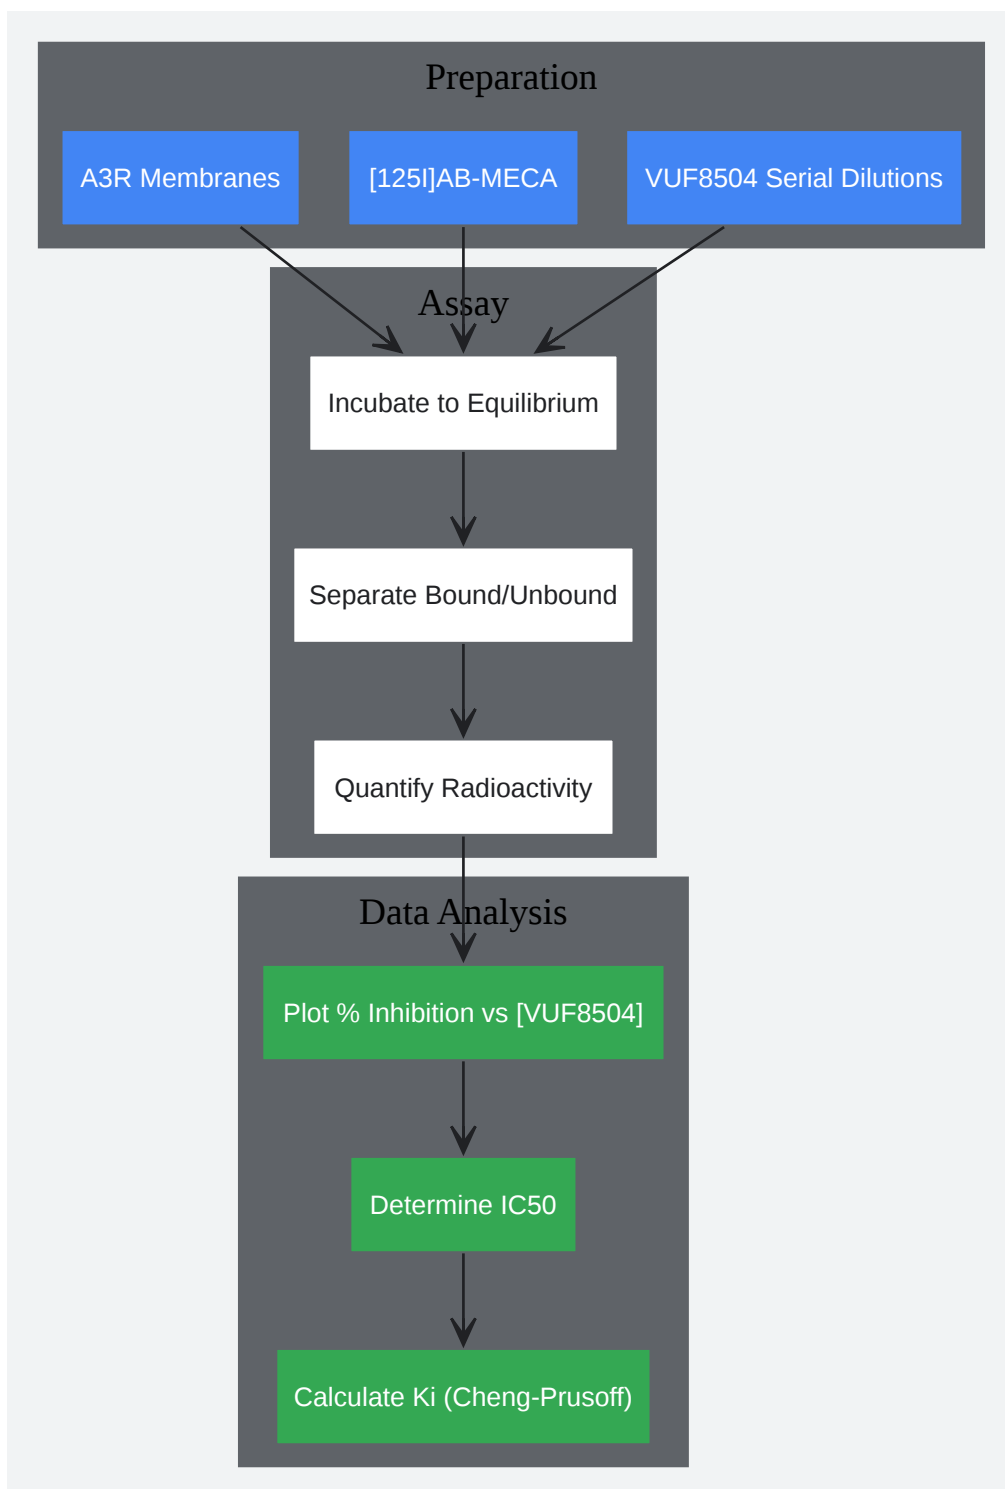 Preparation
A3R Membranes
[125I]AB-MECA
VUF8504 Serial Dilutions
Assay
Incubate to Equilibrium
Separate Bound/Unbound
Quantify Radioactivity
Data Analysis
Plot % Inhibition vs [VUF8504]
Determine IC50
Calculate Ki (Cheng-Prusoff)